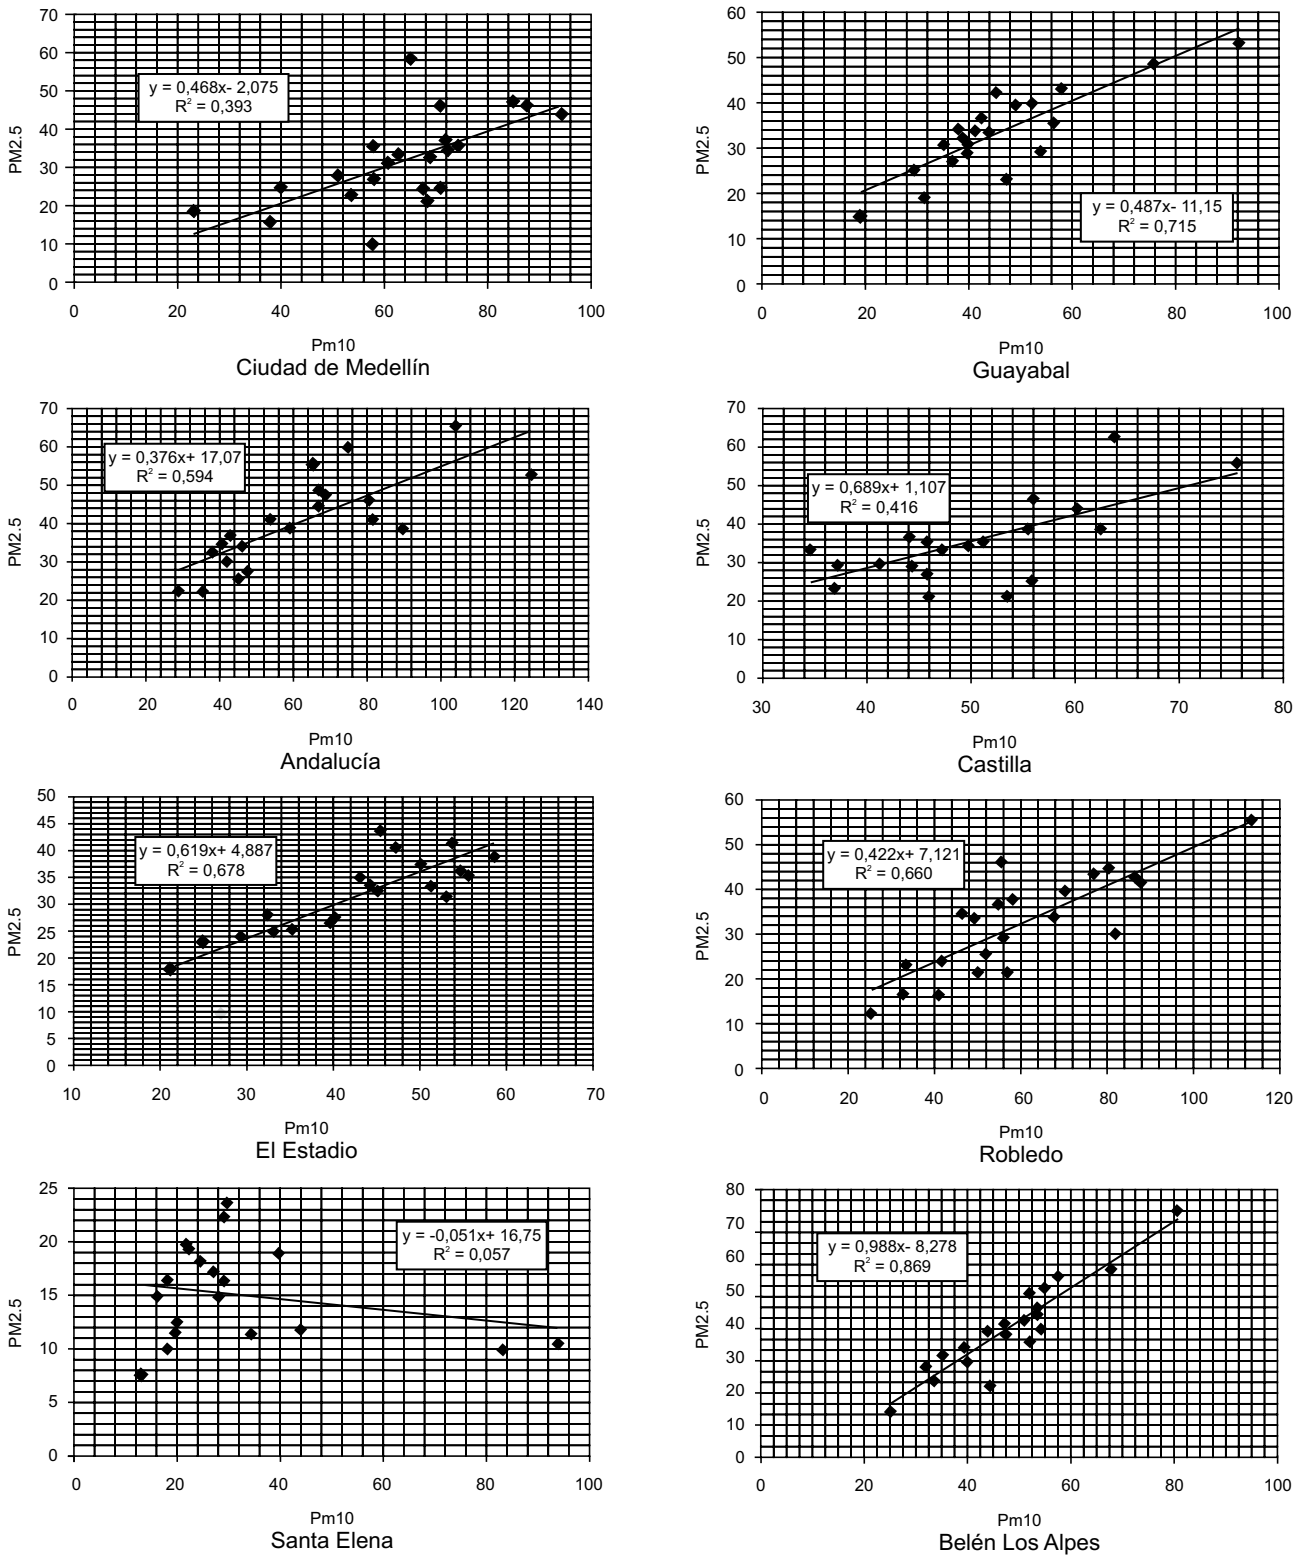 70
60
50
40
30
20
10
0
PM2.5
y = 0,468x- 2,075
R² = 0,393
0 20 40 60 80 100
Pm10
Ciudad de Medellín
60
50
40
30
20
10
0
PM2.5
y = 0,487x- 11,15
R² = 0,715
0 20 40 60 80 100
Pm10
Guayabal
70
60
50
40
30
20
10
0
PM2.5
y = 0,376x+ 17,07
R² = 0,594
0 20 40 60 80 100 120 140
Pm10
Andalucía
70
60
50
40
30
20
10
0
PM2.5
y = 0,689x+ 1,107
R² = 0,416
30 40 50 60 70 80
Pm10
Castilla
50
45
40
35
30
25
20
15
10
5
0
PM2.5
y = 0,619x+ 4,887
R² = 0,678
10 20 30 40 50 60 70
Pm10
El Estadio
60
50
40
30
20
10
0
PM2.5
y = 0,422x+ 7,121
R² = 0,660
0 20 40 60 80 100 120
Pm10
Robledo
25
20
15
10
5
0
PM2.5
y = -0,051x+ 16,75
R² = 0,057
0 20 40 60 80 100
Pm10
Santa Elena
80
70
60
50
40
30
20
10
0
PM2.5
y = 0,988x- 8,278
R² = 0,869
0 20 40 60 80 100
Pm10
Belén Los Alpes